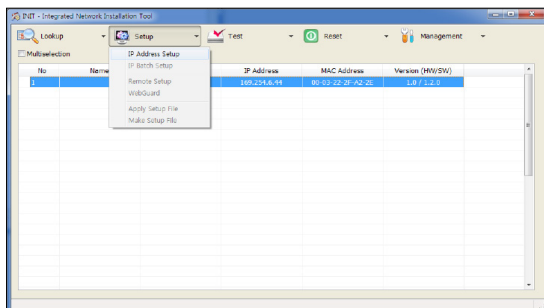 INIT - Integrated Network Installation Tool
Lookup Setup Test Reset Management
Multiselection
IP Address Setup
IP Batch Setup
Remote Setup
WebGuard
Apply Setup File
Make Setup File
No Name IP Address MAC Address Version (HW/SW)
1 169.254.6.44 00-03-22-2F-A2-2E 1.0 / 1.2.0